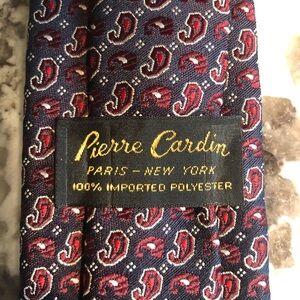 Pierre Cardin
PARIS – NEW YORK
100% IMPORTED POLYESTER